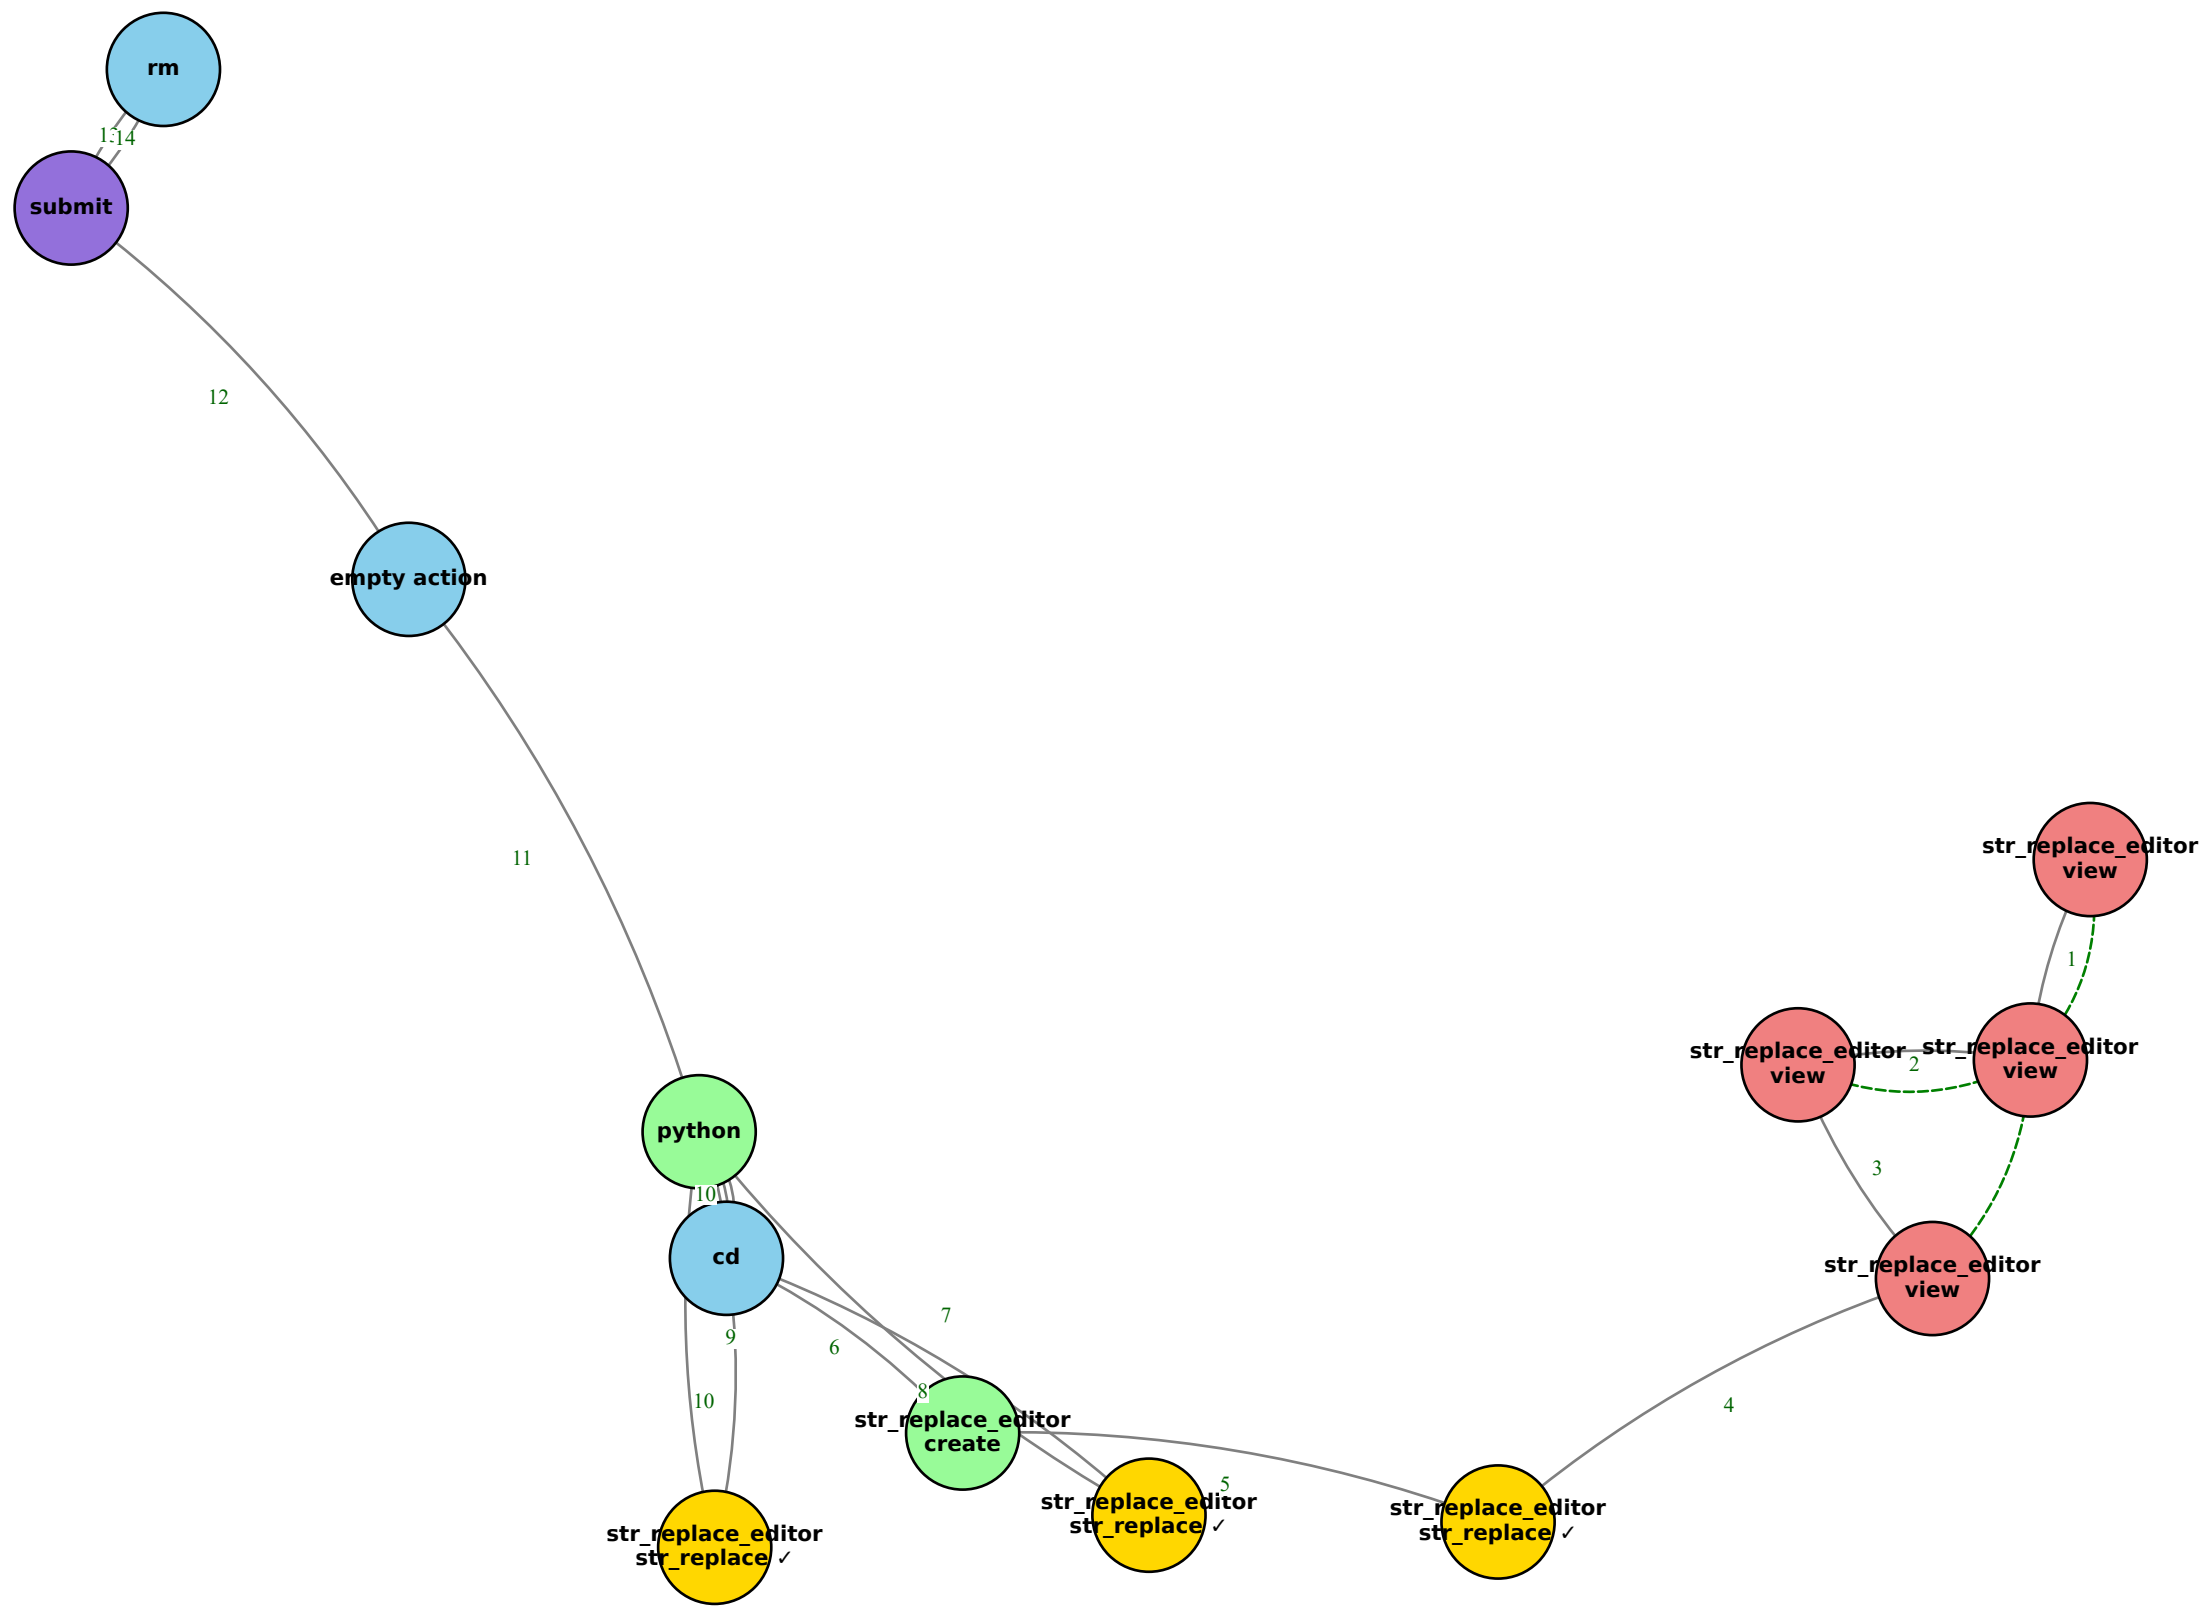 rm
14
submit
12
empty action
11
str_replace_editor
view
1
str_replace_editor
view
2
str_replace_editor
view
3
python
10
cd
str_replace_editor
view
7
9
6
8
10
4
str_replace_editor
create
5
str_replace_editor
str_replace ✓
str_replace_editor
str_replace ✓
str_replace_editor
str_replace ✓